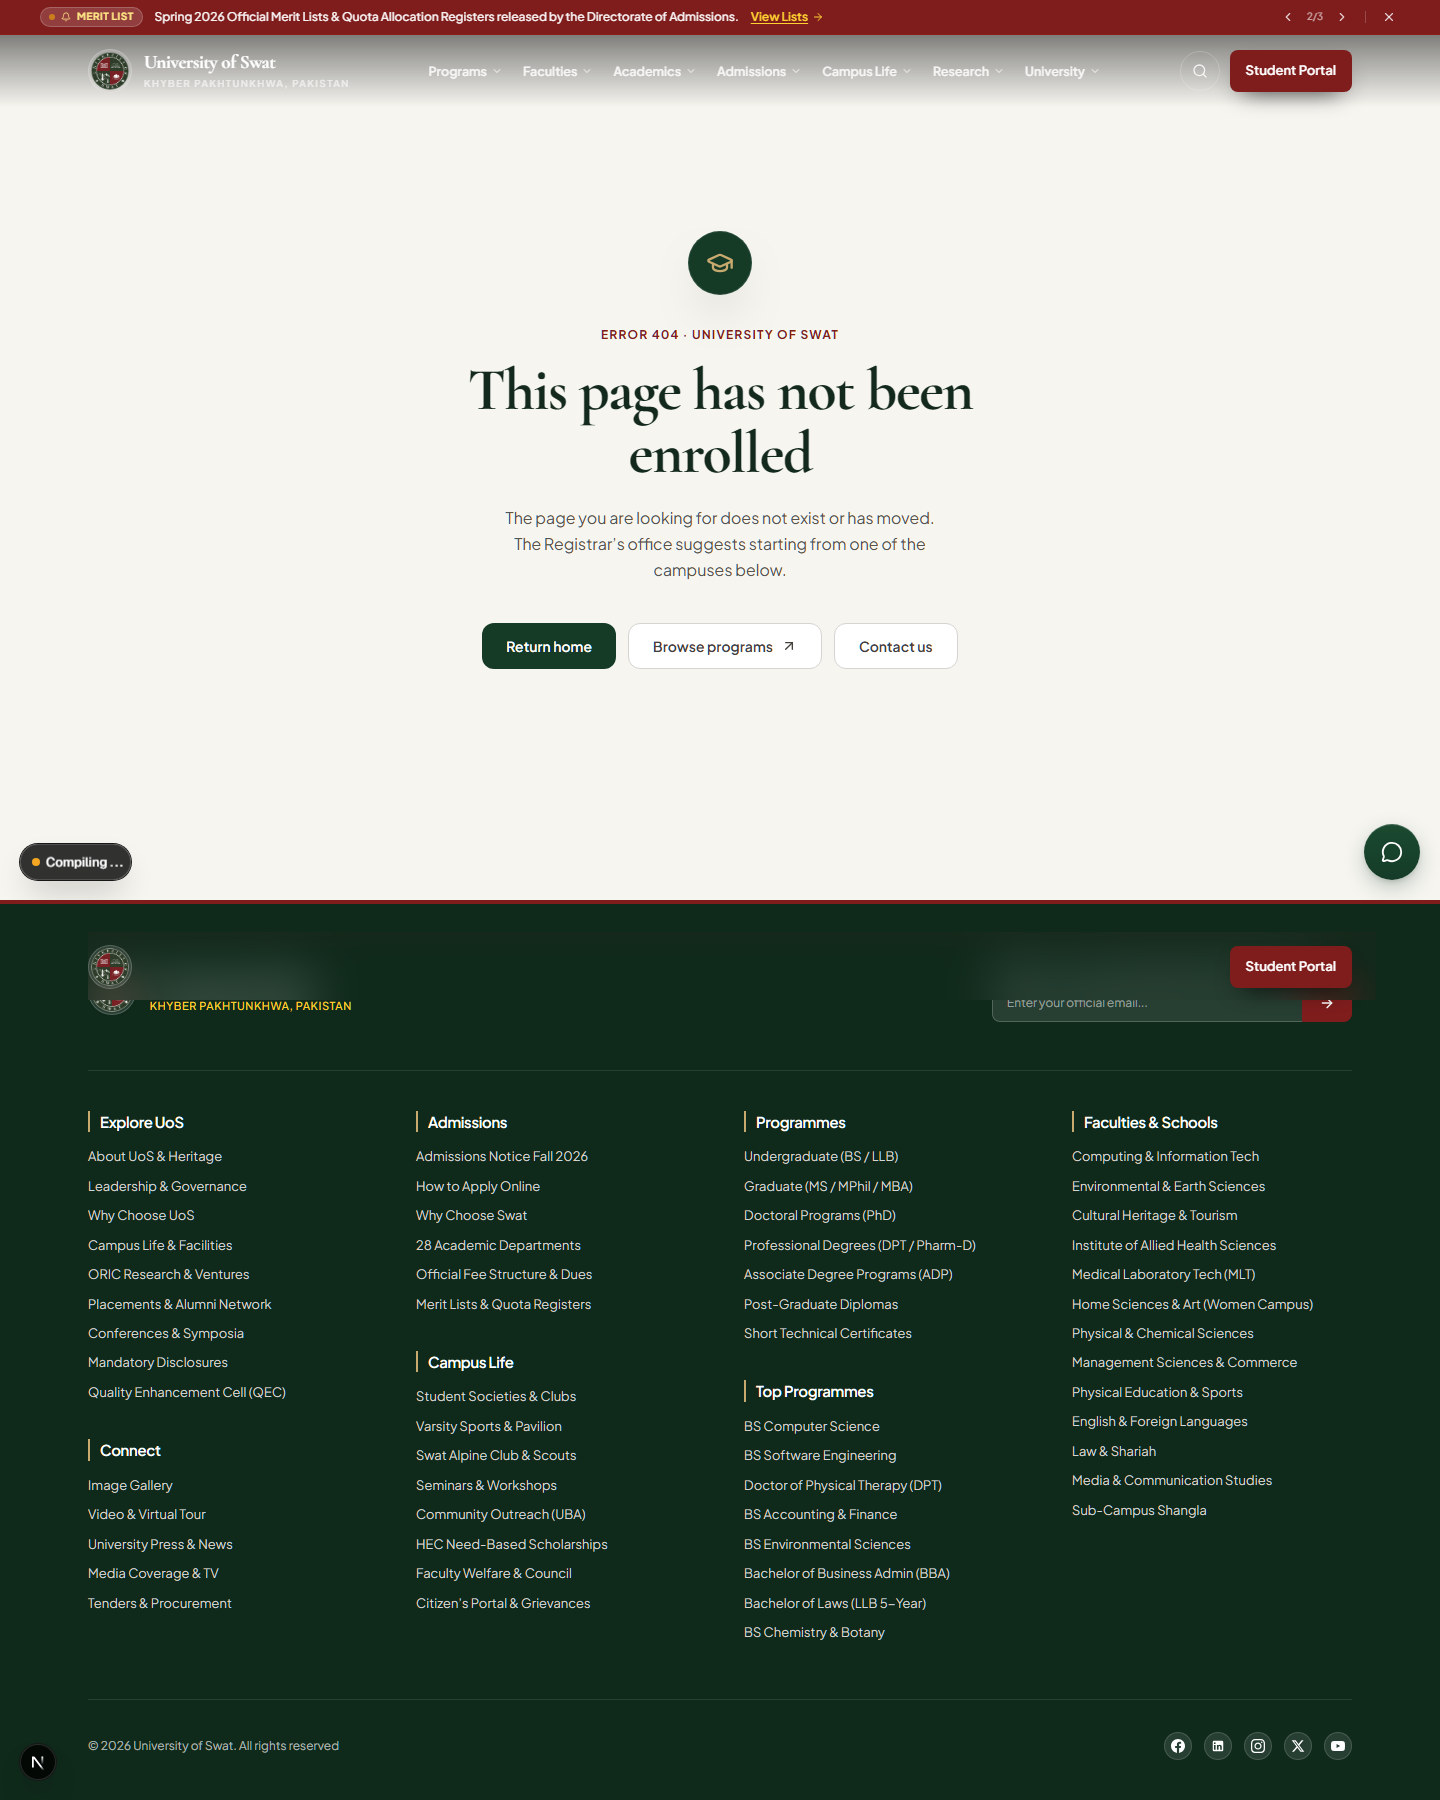 MERIT LIST
Spring 2026 Official Merit Lists & Quota Allocation Registers released by the Directorate of Admissions. View Lists
2/3
University of Swat
KHYBER PAKHTUNKHWA, PAKISTAN
Programs
Faculties
Academics
Admissions
Campus Life
Research
University
Student Portal
ERROR 404 · UNIVERSITY OF SWAT
This page has not been
enrolled
The page you are looking for does not exist or has moved.
The Registrar's office suggests starting from one of the
campuses below.
Return home
Browse programs
Contact us
Compiling ...
Student Portal
KHYBER PAKHTUNKHWA, PAKISTAN
Enter your official email...
Explore UoS
About UoS & Heritage
Leadership & Governance
Why Choose UoS
Campus Life & Facilities
ORIC Research & Ventures
Placements & Alumni Network
Conferences & Symposia
Mandatory Disclosures
Quality Enhancement Cell (QEC)
Connect
Image Gallery
Video & Virtual Tour
University Press & News
Media Coverage & TV
Tenders & Procurement
Admissions
Admissions Notice Fall 2026
How to Apply Online
Why Choose Swat
28 Academic Departments
Official Fee Structure & Dues
Merit Lists & Quota Registers
Campus Life
Student Societies & Clubs
Varsity Sports & Pavilion
Swat Alpine Club & Scouts
Seminars & Workshops
Community Outreach (UBA)
HEC Need-Based Scholarships
Faculty Welfare & Council
Citizen's Portal & Grievances
Programmes
Undergraduate (BS / LLB)
Graduate (MS / MPhil / MBA)
Doctoral Programs (PhD)
Professional Degrees (DPT / Pharm-D)
Associate Degree Programs (ADP)
Post-Graduate Diplomas
Short Technical Certificates
Top Programmes
BS Computer Science
BS Software Engineering
Doctor of Physical Therapy (DPT)
BS Accounting & Finance
BS Environmental Sciences
Bachelor of Business Admin (BBA)
Bachelor of Laws (LLB 5-Year)
BS Chemistry & Botany
Faculties & Schools
Computing & Information Tech
Environmental & Earth Sciences
Cultural Heritage & Tourism
Institute of Allied Health Sciences
Medical Laboratory Tech (MLT)
Home Sciences & Art (Women Campus)
Physical & Chemical Sciences
Management Sciences & Commerce
Physical Education & Sports
English & Foreign Languages
Law & Shariah
Media & Communication Studies
Sub-Campus Shangla
© 2026 University of Swat. All rights reserved